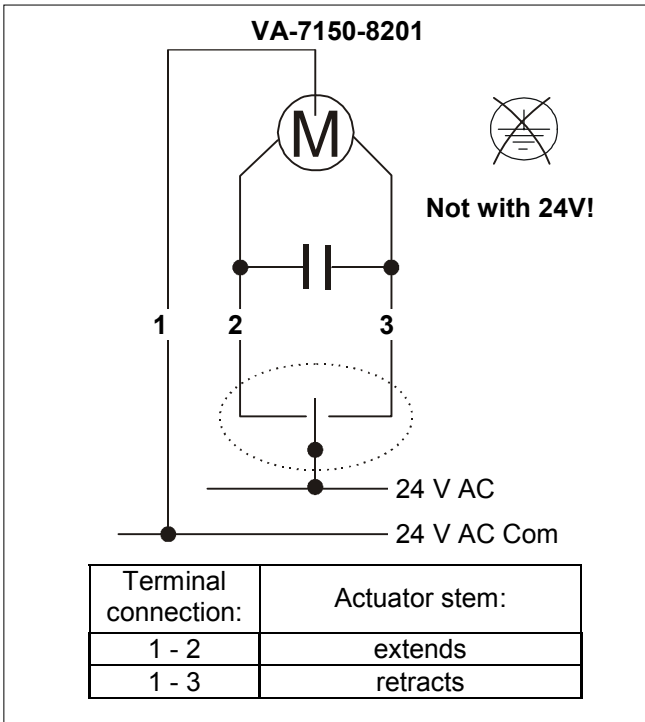 VA-7150-8201
M
Not with 24V!
1 2 3
24 V AC
24 V AC Com
Terminal connection: Actuator stem:
1 - 2 extends
1 - 3 retracts